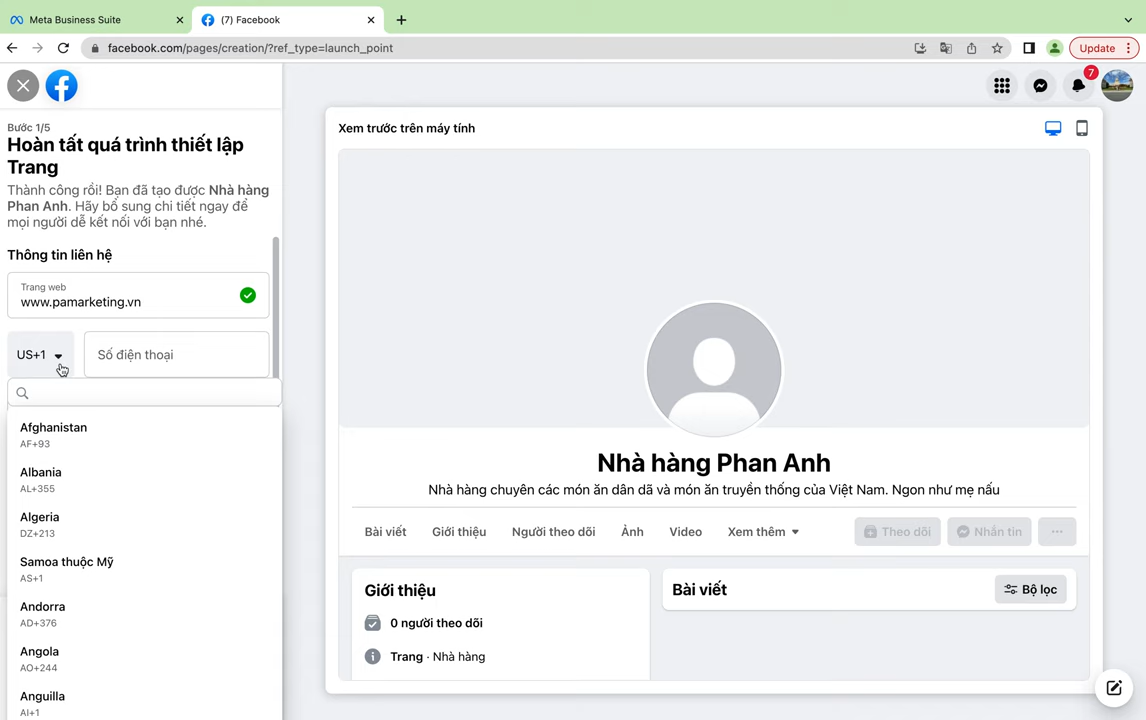 Meta Business Suite
(7) Facebook
facebook.com/pages/creation/?ref_type=launch_point
Update
7
Bước 1/5
Hoàn tất quá trình thiết lập
Trang
Thành công rồi! Bạn đã tạo được Nhà hàng
Phan Anh. Hãy bổ sung chi tiết ngay để
mọi người dễ kết nối với bạn nhé.
Thông tin liên hệ
Trang web
www.pamarketing.vn
US+1
Số điện thoại
Afghanistan
AF+93
Albania
AL+355
Algeria
DZ+213
Samoa thuộc Mỹ
AS+1
Andorra
AD+376
Angola
AO+244
Anguilla
AI+1
Xem trước trên máy tính
Nhà hàng Phan Anh
Nhà hàng chuyên các món ăn dân dã và món ăn truyền thống của Việt Nam. Ngon như mẹ nấu
Bài viết Giới thiệu Người theo dõi Ảnh Video Xem thêm Theo dõi Nhắn tin
Giới thiệu
0 người theo dõi
Trang · Nhà hàng
Bài viết
Bộ lọc